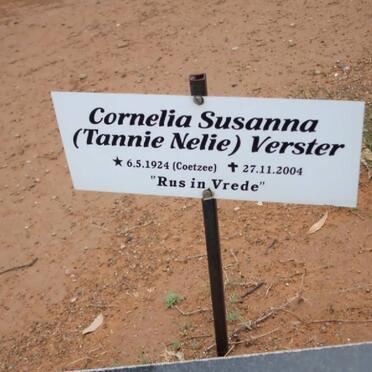 Cornelia Susanna
(Tannie Nelie) Verster
★ 6.5.1924 (Coetzee) ✝ 27.11.2004
"Rus in Vrede"